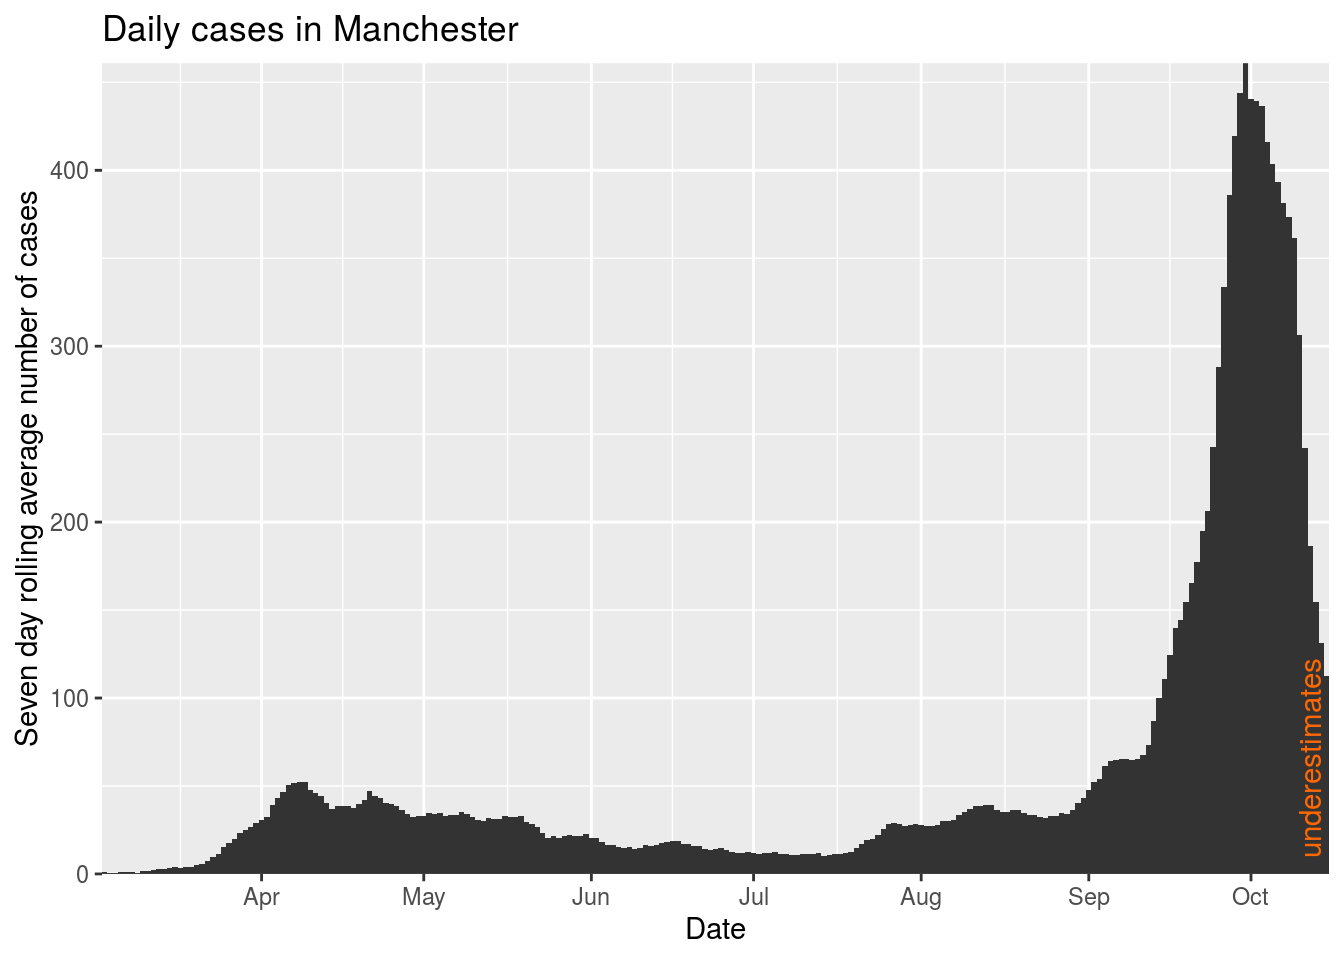 Daily cases in Manchester
Seven day rolling average number of cases
400
300
200
100
0
underestimates
Apr May Jun Jul Aug Sep Oct
Date